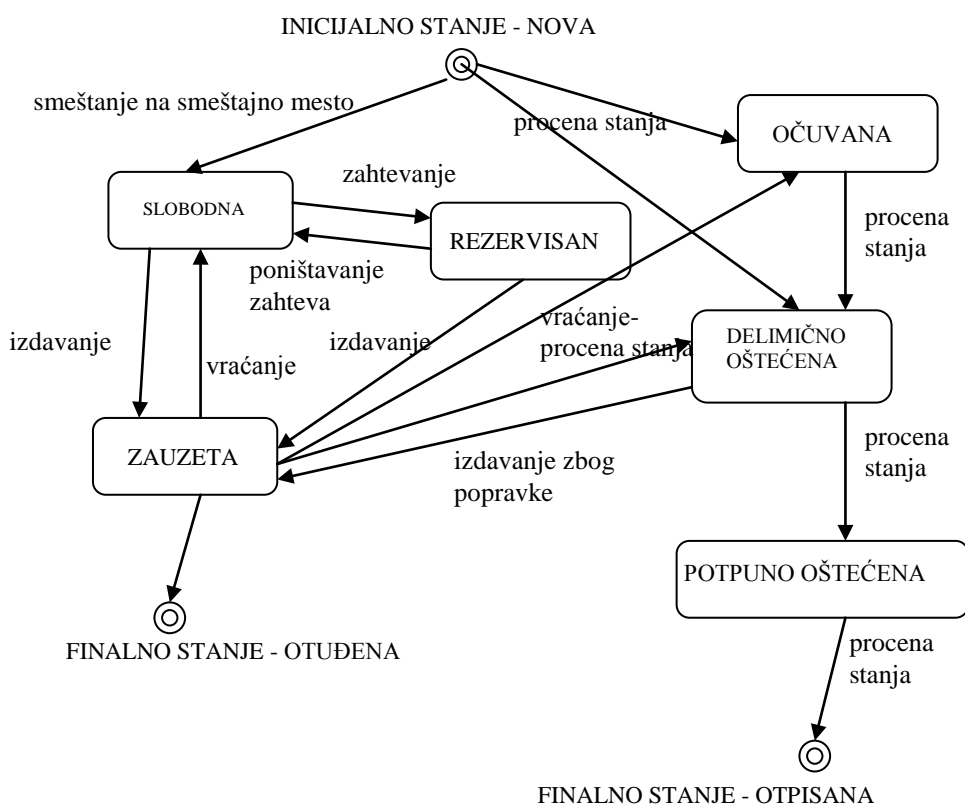 INICIJALNO STANJE - NOVA
smeštanje na smeštajno mesto
procena stanja
OČUVANA
zahtevanje
SLOBODNA
REZERVISAN
procena
stanja
poništavanje
zahteva
izdavanje
vraćanje
izdavanje
vraćanje-
procena stanja
DELIMIČNO
OŠTEĆENA
ZAUZETA
izdavanje zbog
popravke
procena
stanja
POTPUNO OŠTEĆENA
FINALNO STANJE - OTUĐENA
procena
stanja
FINALNO STANJE - OTPISANA